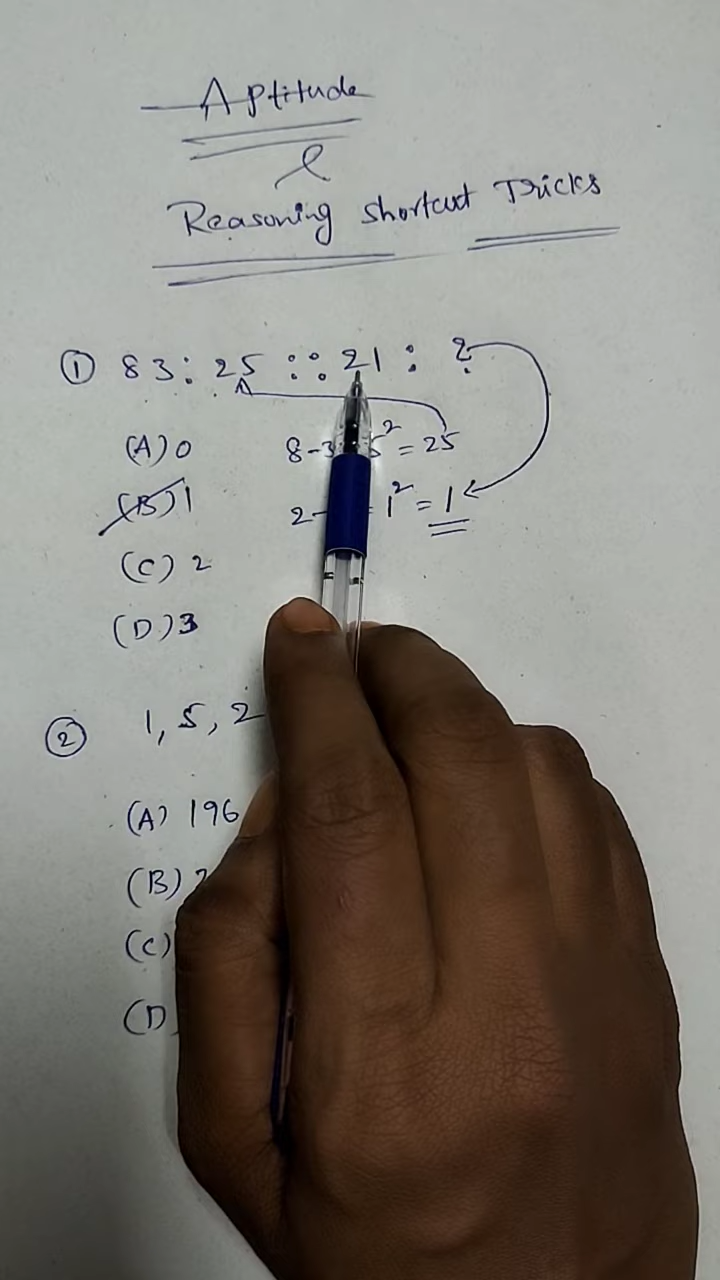 Aptitude
&
Reasoning shortcut Tricks
① 83 : 25 :: 21 : ?
(A) 0
8-3 5² = 25
(B) 1
2- = 1² = 1
(C) 2
(D) 3
② 1, 5, 2
(A) 196
(B)
(C)
(D)